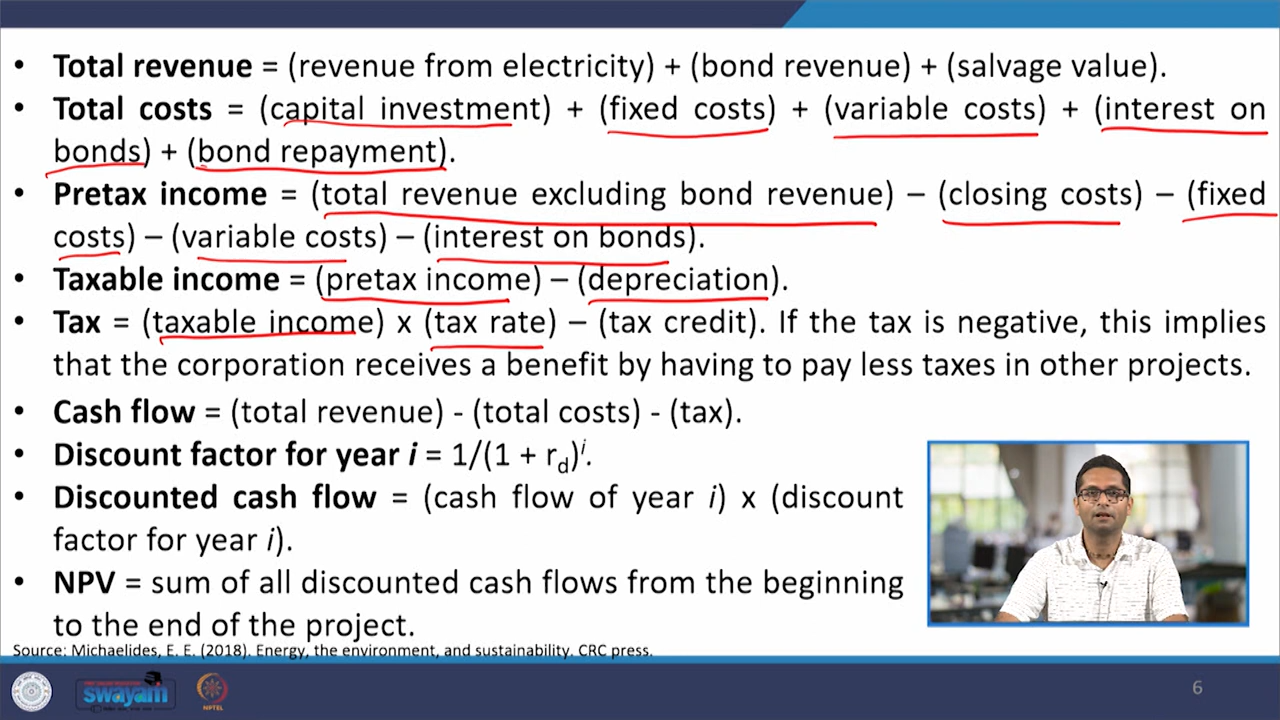 • Total revenue = (revenue from electricity) + (bond revenue) + (salvage value).
• Total costs = (capital investment) + (fixed costs) + (variable costs) + (interest on
bonds) + (bond repayment).
• Pretax income = (total revenue excluding bond revenue) – (closing costs) – (fixed
costs) – (variable costs) – (interest on bonds).
• Taxable income = (pretax income) – (depreciation).
• Tax = (taxable income) x (tax rate) – (tax credit). If the tax is negative, this implies
that the corporation receives a benefit by having to pay less taxes in other projects.
• Cash flow = (total revenue) - (total costs) - (tax).
• Discount factor for year i = 1/(1 + r_d)^i.
• Discounted cash flow = (cash flow of year i) x (discount
factor for year i).
• NPV = sum of all discounted cash flows from the beginning
to the end of the project.
Source: Michaelides, E. E. (2018). Energy, the environment, and sustainability. CRC press.
swayam
NPTEL
6